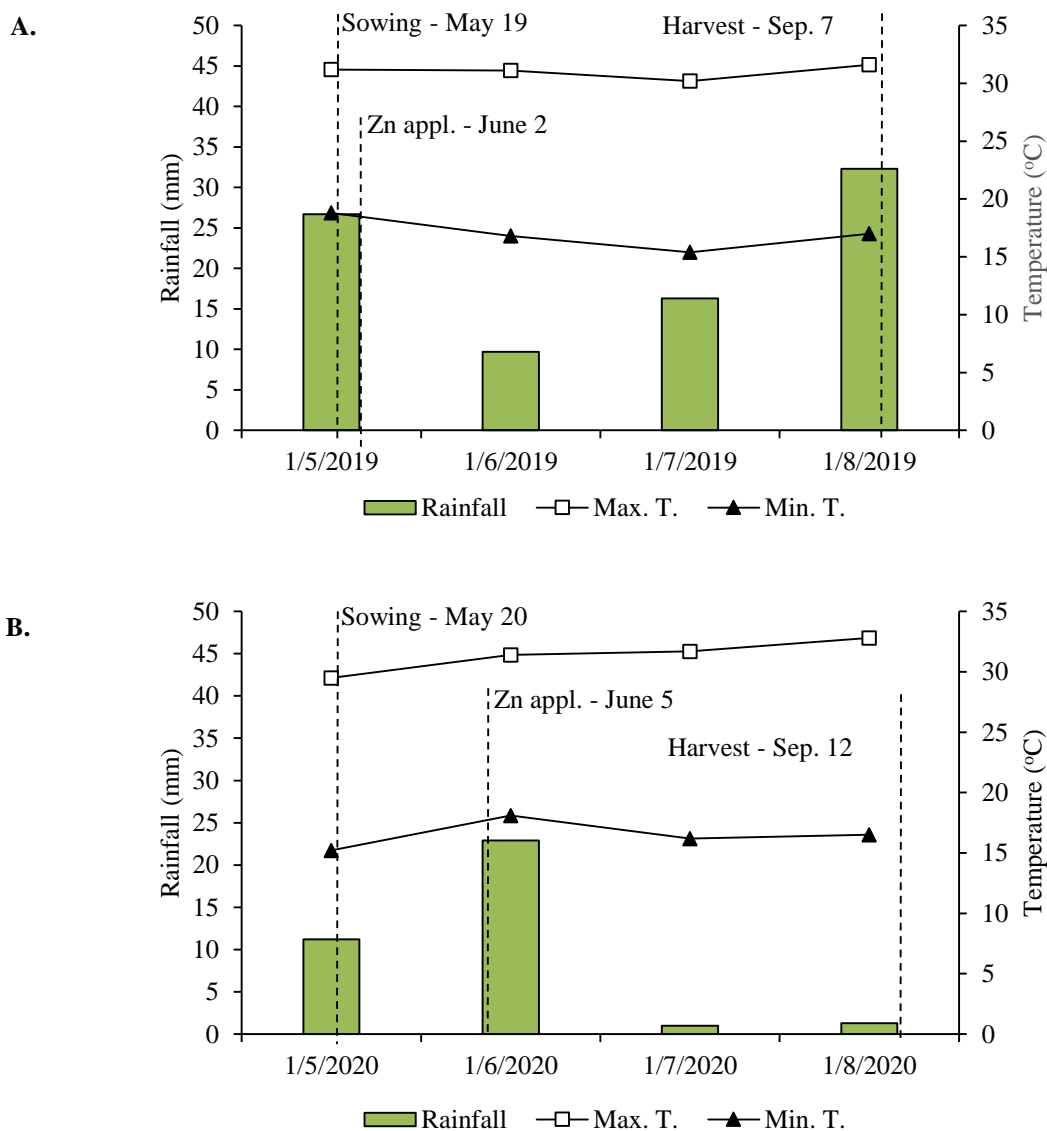 A.
Sowing - May 19
Harvest - Sep. 7
Zn appl. - June 2
Rainfall (mm)
50
45
40
35
30
25
20
15
10
5
0
Temperature (°C)
35
30
25
20
15
10
5
0
1/5/2019 1/6/2019 1/7/2019 1/8/2019
Rainfall Max. T. Min. T.
B.
Sowing - May 20
Zn appl. - June 5
Harvest - Sep. 12
Rainfall (mm)
50
45
40
35
30
25
20
15
10
5
0
Temperature (°C)
35
30
25
20
15
10
5
0
1/5/2020 1/6/2020 1/7/2020 1/8/2020
Rainfall Max. T. Min. T.